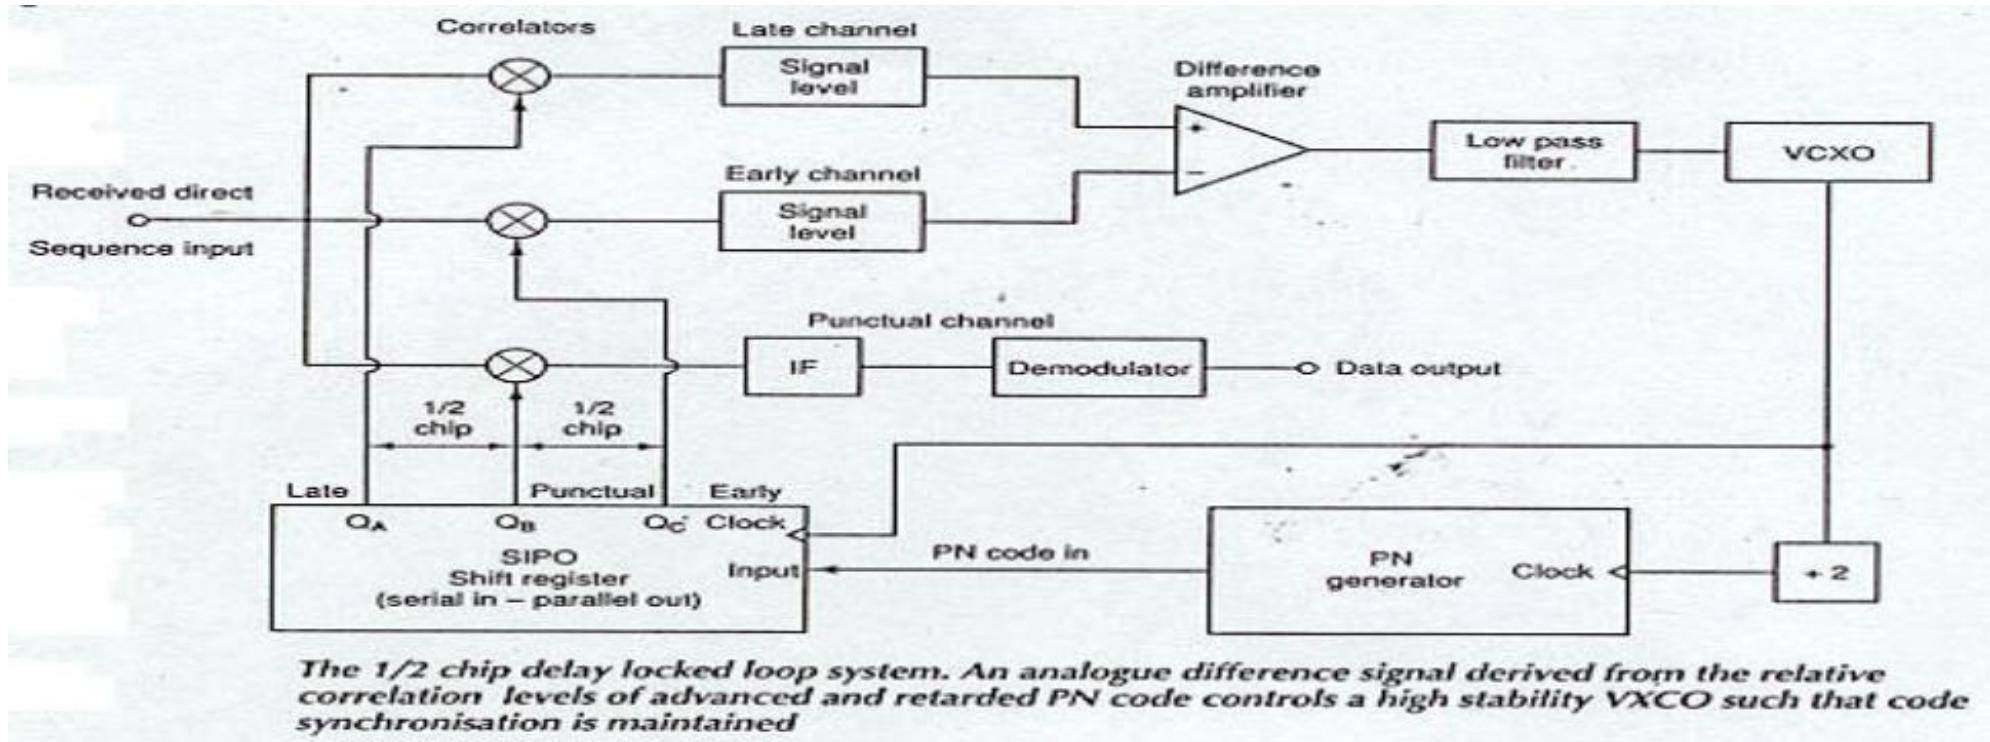 Correlators
Late channel
Signal
level
Difference
amplifier
+
−
Low pass
filter
VCXO
Received direct
Sequence input
Early channel
Signal
level
Punctual channel
IF
Demodulator
Data output
1/2
chip
1/2
chip
Late
Punctual
Early
QA
QB
QC
Clock
SIPO
Shift register
(serial in – parallel out)
Input
PN code in
PN
generator
Clock
÷ 2
The 1/2 chip delay locked loop system. An analogue difference signal derived from the relative
correlation levels of advanced and retarded PN code controls a high stability VXCO such that code
synchronisation is maintained